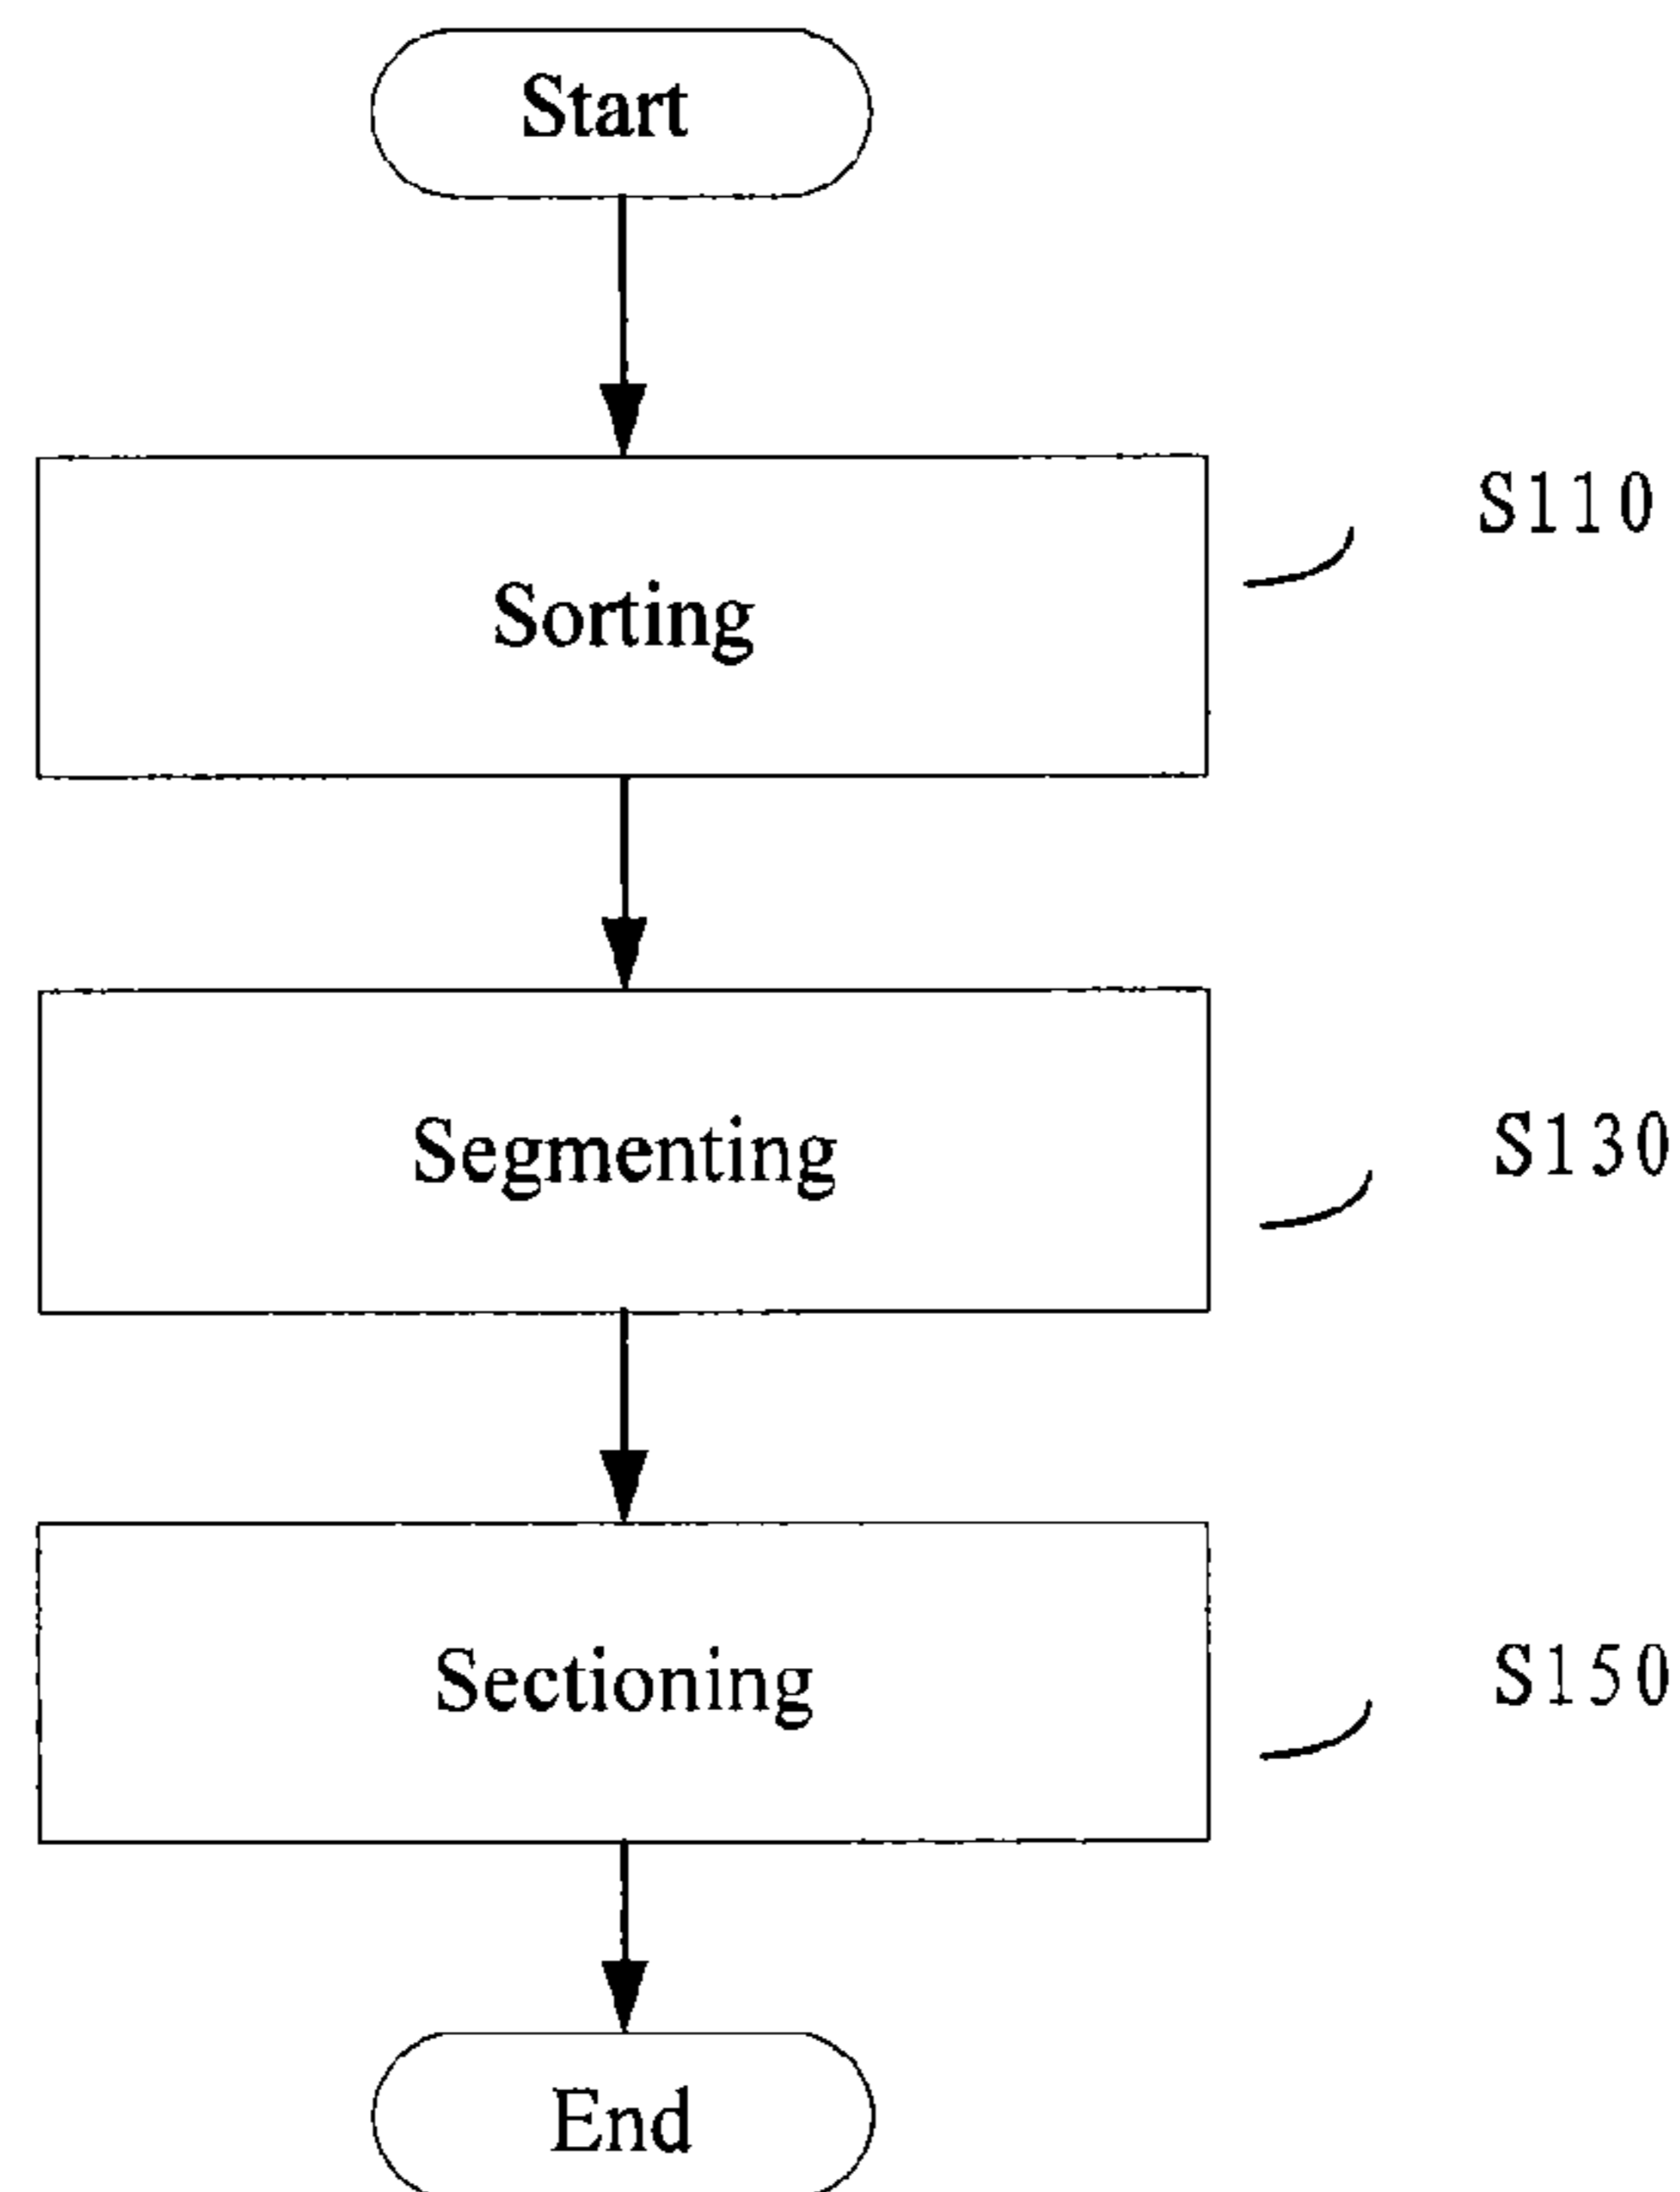 Start
Sorting
S110
Segmenting
S130
Sectioning
S150
End